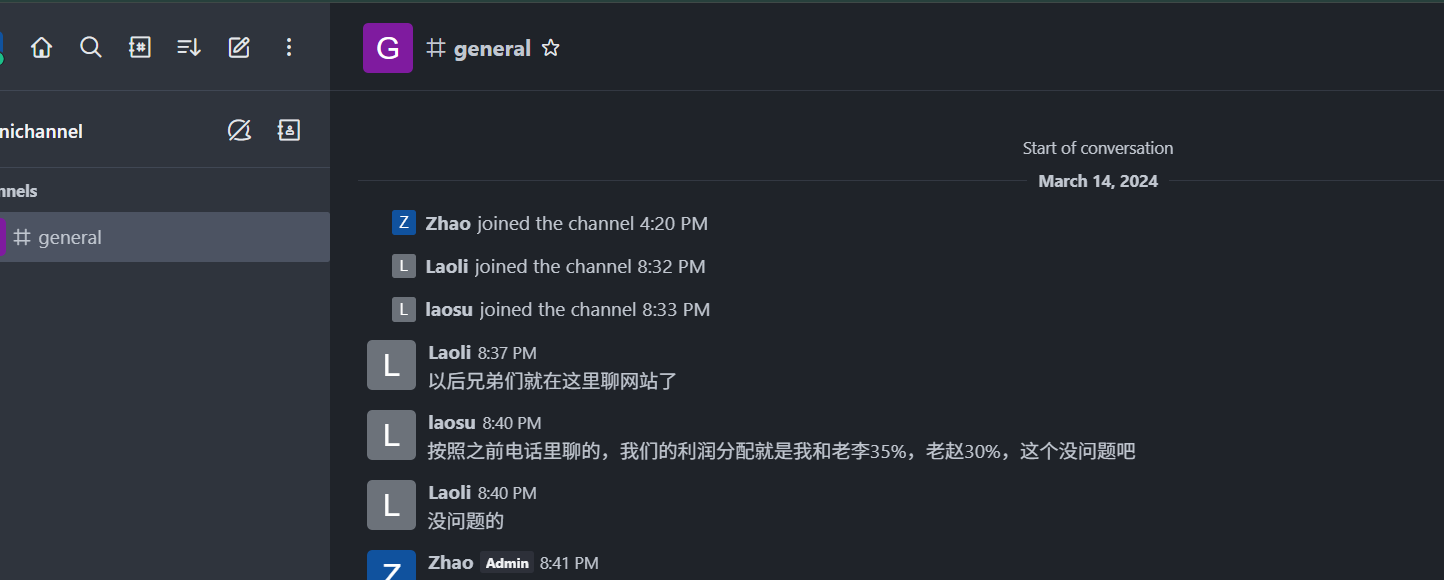 G general
nichannel
nnels
general
Start of conversation
March 14, 2024
Z Zhao joined the channel 4:20 PM
L Laoli joined the channel 8:32 PM
L laosu joined the channel 8:33 PM
L Laoli 8:37 PM
以后兄弟们就在这里聊网站了
L laosu 8:40 PM
按照之前电话里聊的，我们的利润分配就是我和老李35%，老赵30%，这个没问题吧
L Laoli 8:40 PM
没问题的
Z Zhao Admin 8:41 PM